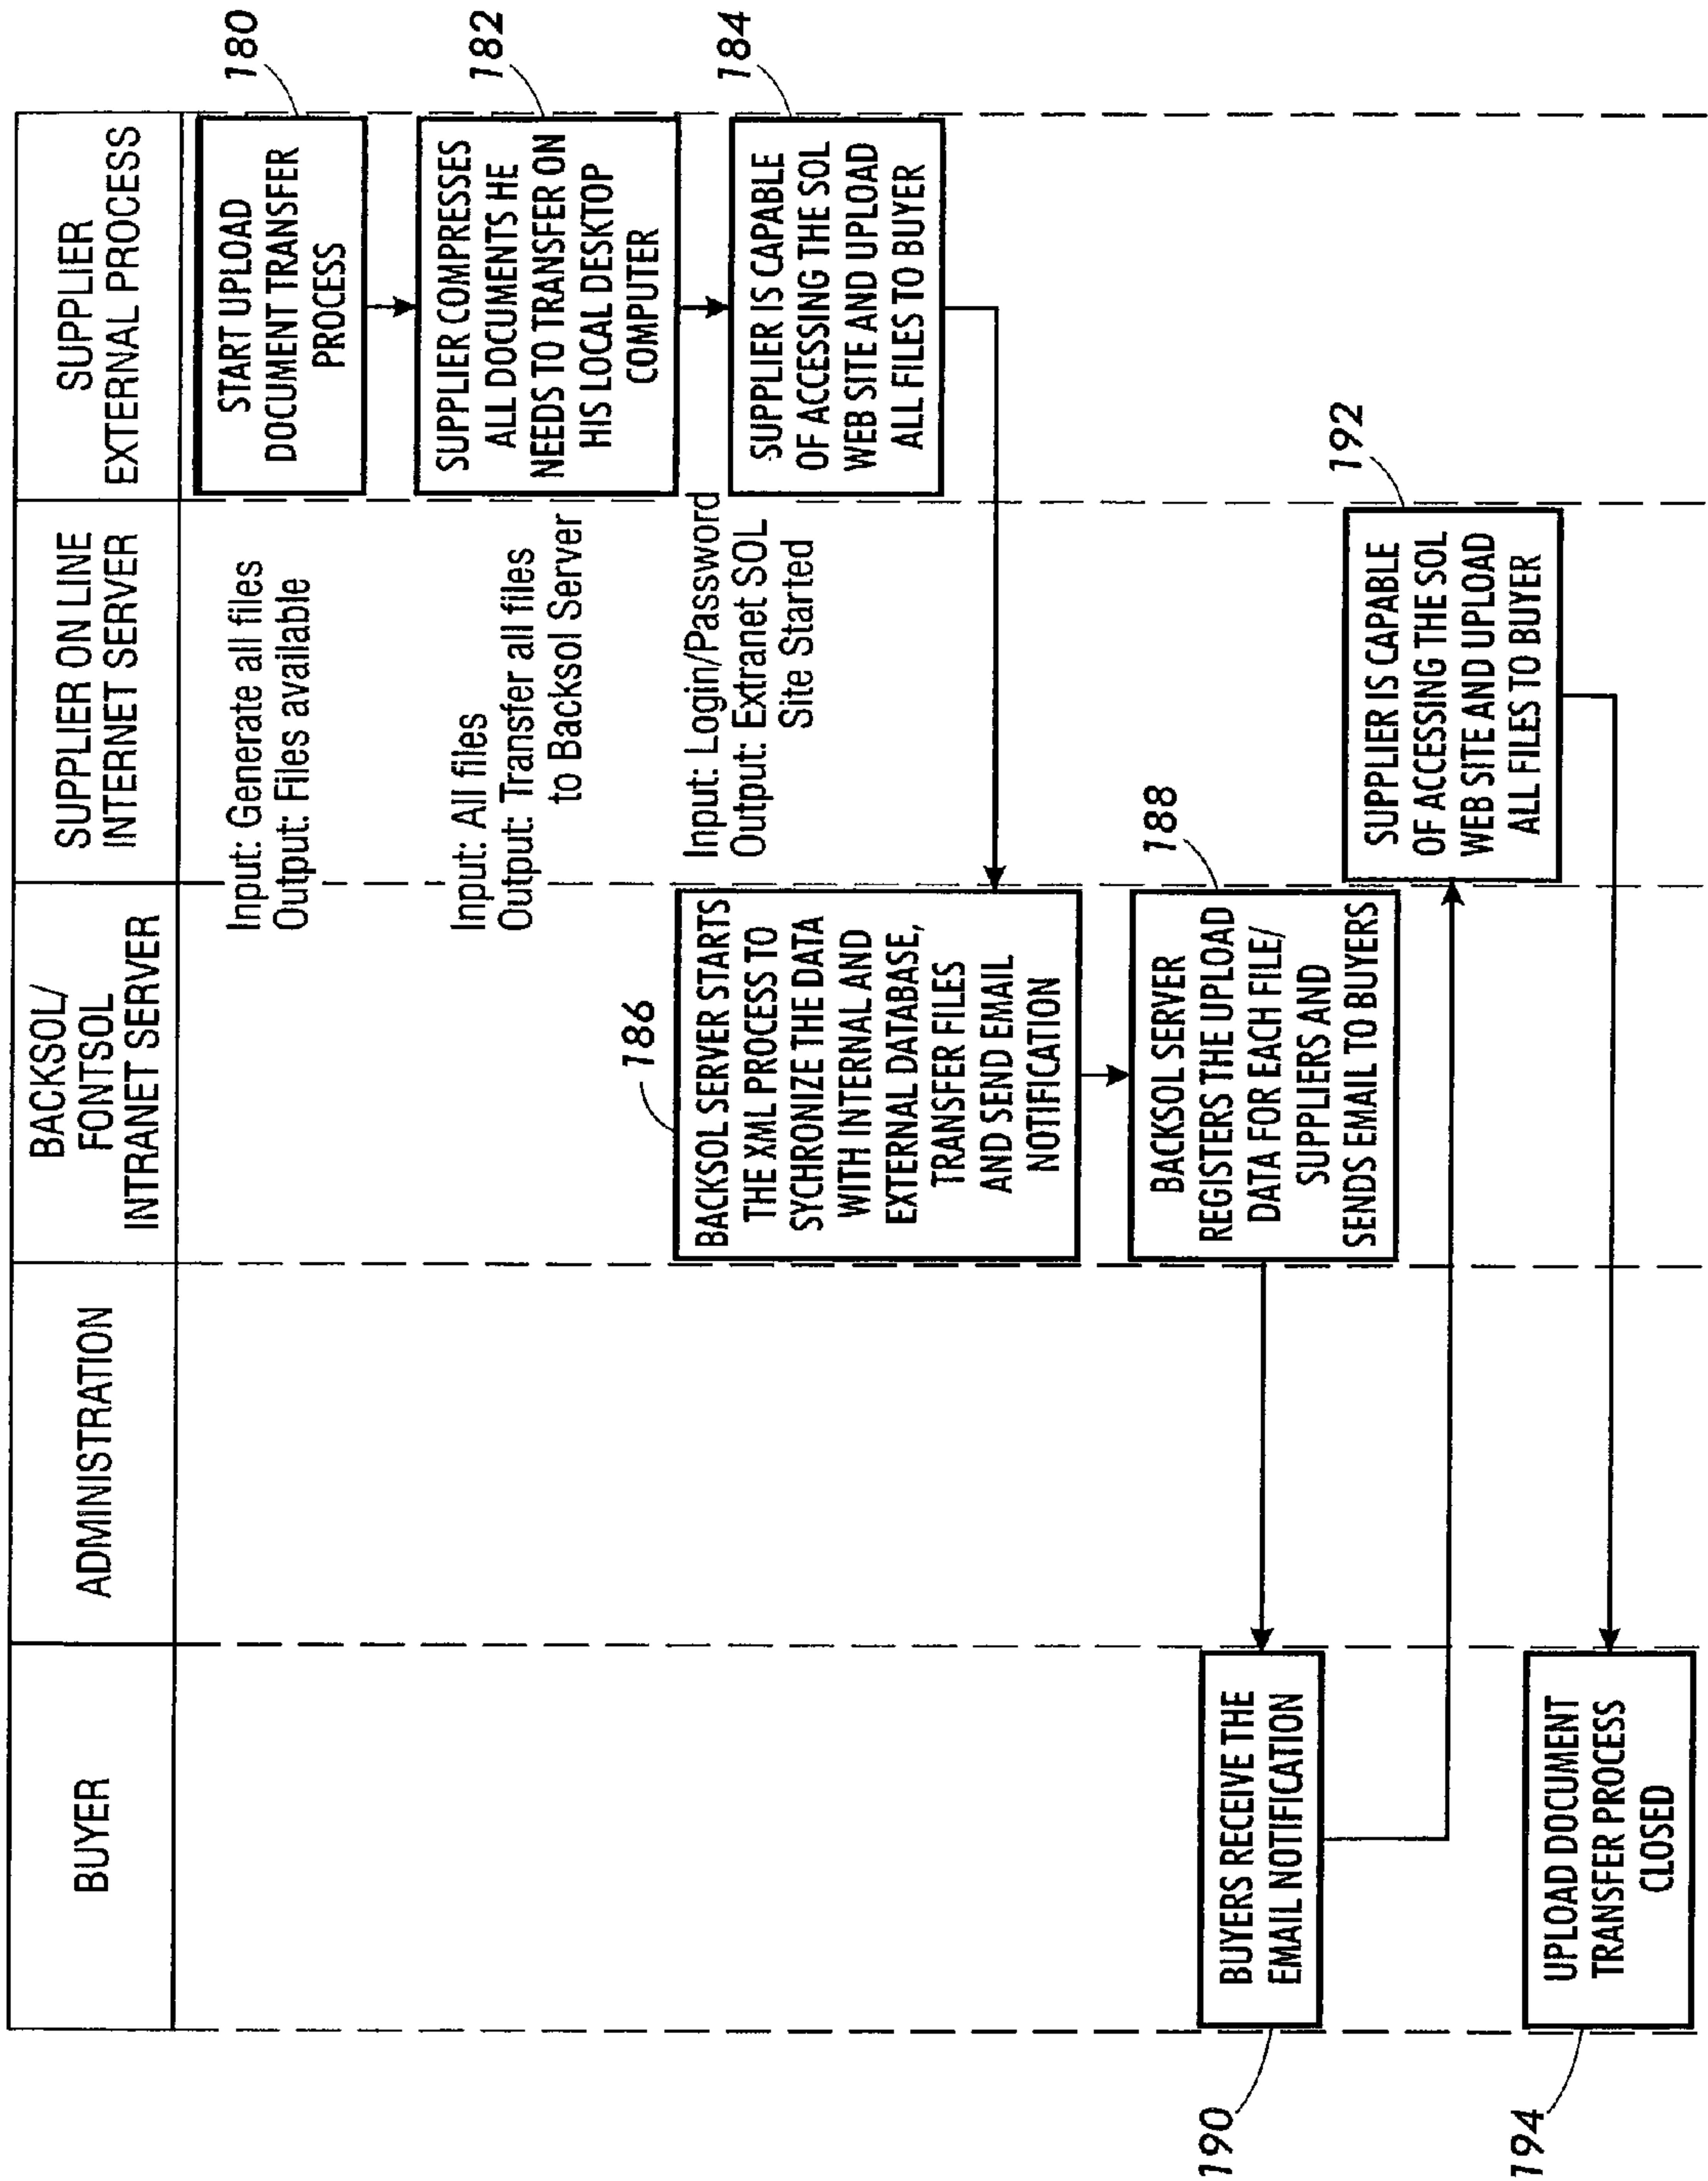 BUYER
ADMINISTRATION
BACKSOL/
FONTSOL
INTRANET SERVER
SUPPLIER ON LINE
INTERNET SERVER
SUPPLIER
EXTERNAL PROCESS
START UPLOAD
DOCUMENT TRANSFER
PROCESS
180
Input: Generate all files
Output: Files available
SUPPLIER COMPRESSES
ALL DOCUMENTS HE
NEEDS TO TRANSFER ON
HIS LOCAL DESKTOP
COMPUTER
182
Input: All files
Output: Transfer all files
to Backsol Server
SUPPLIER IS CAPABLE
OF ACCESSING THE SOL
WEB SITE AND UPLOAD
ALL FILES TO BUYER
184
Input: Login/Password
Output: Extranet SOL
Site Started
186
BACKSOL SERVER STARTS
THE XML PROCESS TO
SYCHRONIZE THE DATA
WITH INTERNAL AND
EXTERNAL DATABASE,
TRANSFER FILES
AND SEND EMAIL
NOTIFICATION
188
BACKSOL SERVER
REGISTERS THE UPLOAD
DATA FOR EACH FILE/
SUPPLIERS AND
SENDS EMAIL TO BUYERS
190
BUYERS RECEIVE THE
EMAIL NOTIFICATION
192
SUPPLIER IS CAPABLE
OF ACCESSING THE SOL
WEB SITE AND UPLOAD
ALL FILES TO BUYER
194
UPLOAD DOCUMENT
TRANSFER PROCESS
CLOSED